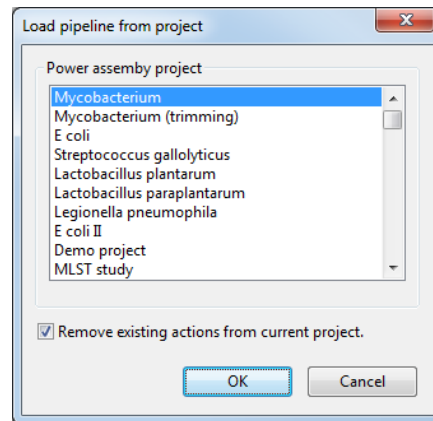 Load pipeline from project
Power assemby project
Mycobacterium
Mycobacterium (trimming)
E coli
Streptococcus gallolyticus
Lactobacillus plantarum
Lactobacillus paraplantarum
Legionella pneumophila
E coli II
Demo project
MLST study
Remove existing actions from current project.
OK
Cancel